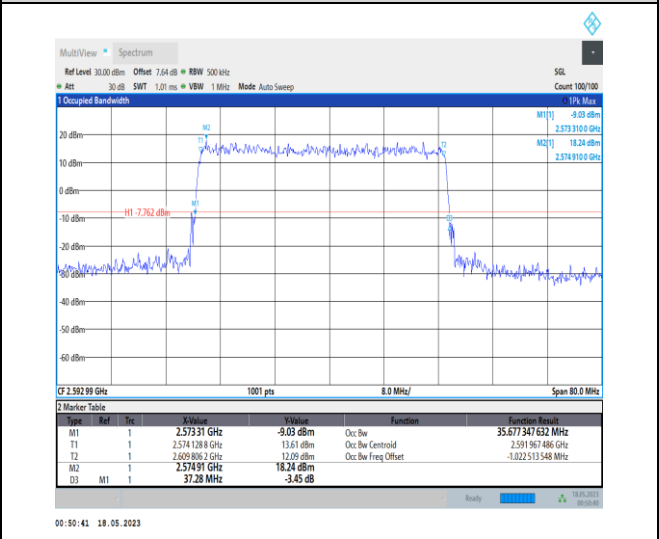 MultiView Spectrum
Ref Level 30.00 dBm Offset 7.64 dB RBW 500 kHz SGL
Att 30 dB SWT 1.01 ms VBW 1 MHz Mode Auto Sweep Count 100/100
1 Occupied Bandwidth 1Pk Max
M1[1] -9.03 dBm
2.573 310 0 GHz
M2[1] 18.24 dBm
2.574 910 0 GHz
M2
20 dBm
T1
T2
10 dBm
0 dBm
M1
H1 -7.762 dBm
-10 dBm
D3
-20 dBm
-30 dBm
-40 dBm
-50 dBm
-60 dBm
CF 2.592 99 GHz 1001 pts 8.0 MHz/ Span 80.0 MHz
2 Marker Table
Type Ref Trc X-Value Y-Value Function Function Result
M1 1 2.573 31 GHz -9.03 dBm Occ Bw 35.677 347 632 MHz
T1 1 2.574 128 8 GHz 13.61 dBm Occ Bw Centroid 2.591 967 486 GHz
T2 1 2.609 806 2 GHz 12.09 dBm Occ Bw Freq Offset -1.022 513 548 MHz
M2 1 2.574 91 GHz 18.24 dBm
D3 M1 1 37.28 MHz -3.45 dB
Ready 18.05.2023
00:50:40
00:50:41 18.05.2023